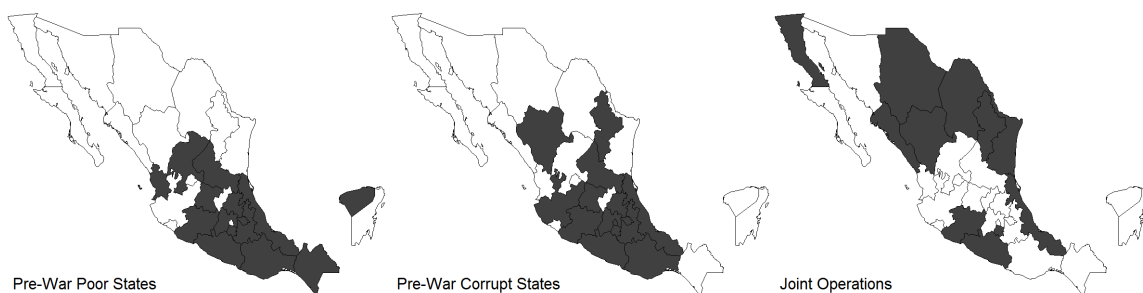 Pre-War Poor States
Pre-War Corrupt States
Joint Operations